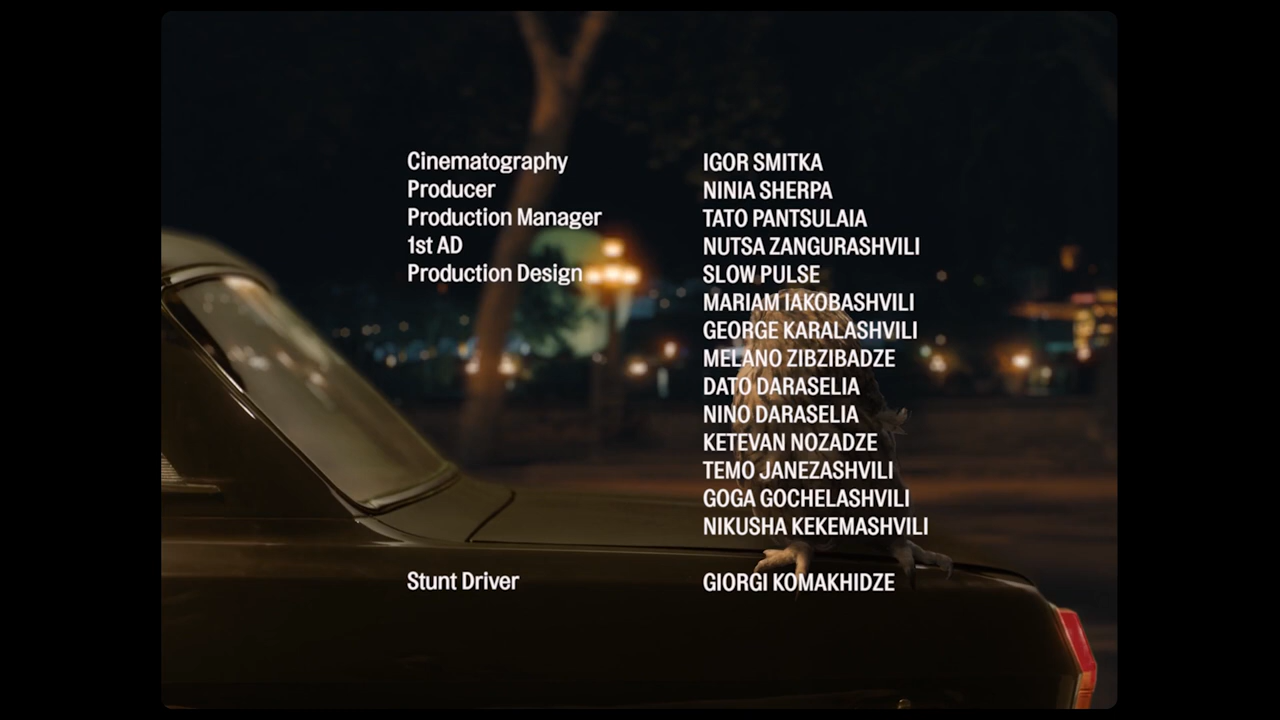 Cinematography IGOR SMITKA
Producer NINIA SHERPA
Production Manager TATO PANTSULAIA
1st AD NUTSA ZANGURASHVILI
Production Design SLOW PULSE
MARIAM IAKOBASHVILI
GEORGE KARALASHVILI
MELANO ZIBZIBADZE
DATO DARASELIA
NINO DARASELIA
KETEVAN NOZADZE
TEMO JANEZASHVILI
GOGA GOCHELASHVILI
NIKUSHA KEKEMASHVILI
Stunt Driver GIORGI KOMAKHIDZE